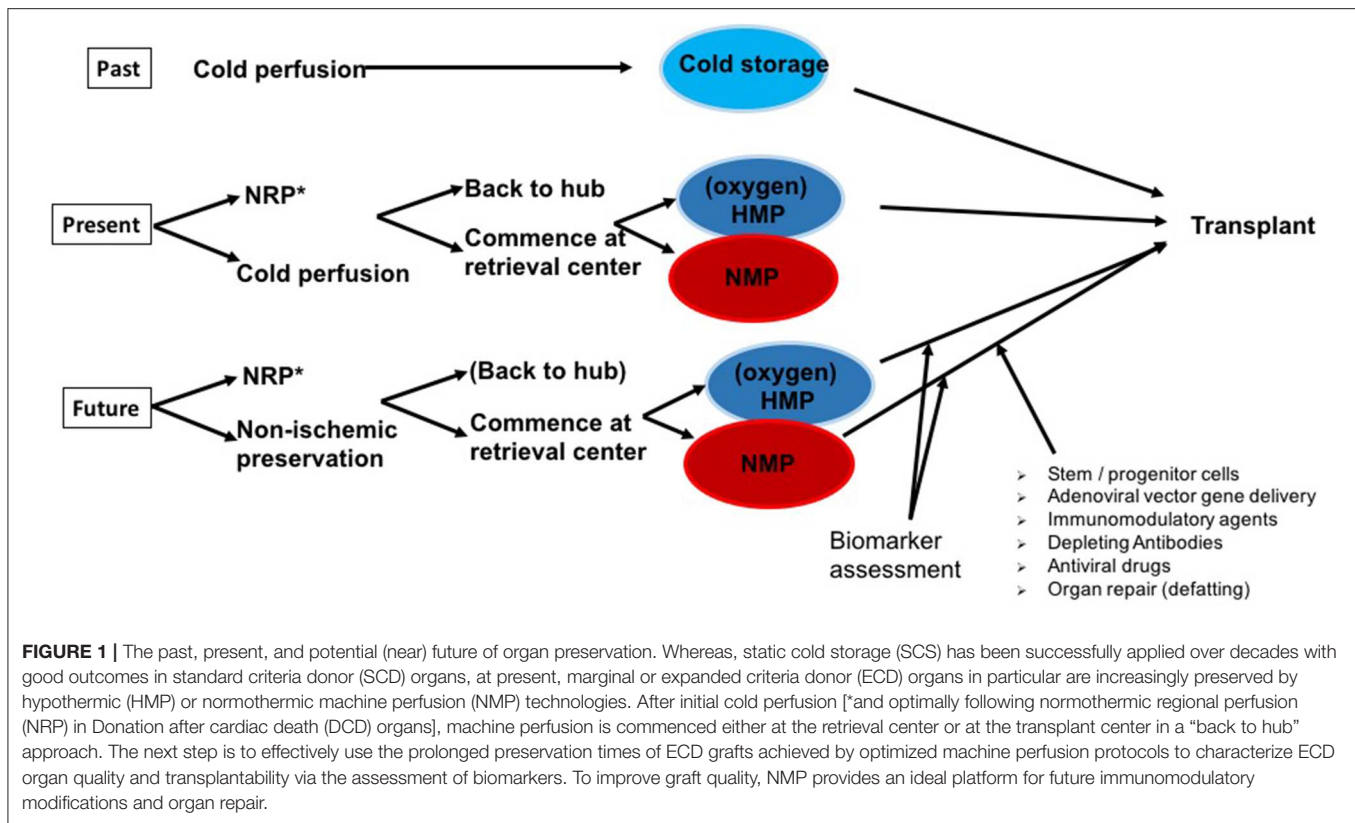 Past
Cold perfusion
Cold storage
Present
NRP*
Cold perfusion
Back to hub
Commence at
retrieval center
(oxygen)
HMP
NMP
Transplant
Future
NRP*
Non-ischemic
preservation
(Back to hub)
Commence at
retrieval center
(oxygen)
HMP
NMP
Biomarker
assessment
➢ Stem / progenitor cells
➢ Adenoviral vector gene delivery
➢ Immunomodulatory agents
➢ Depleting Antibodies
➢ Antiviral drugs
➢ Organ repair (defatting)
FIGURE 1 | The past, present, and potential (near) future of organ preservation. Whereas, static cold storage (SCS) has been successfully applied over decades with
good outcomes in standard criteria donor (SCD) organs, at present, marginal or expanded criteria donor (ECD) organs in particular are increasingly preserved by
hypothermic (HMP) or normothermic machine perfusion (NMP) technologies. After initial cold perfusion [*and optimally following normothermic regional perfusion
(NRP) in Donation after cardiac death (DCD) organs], machine perfusion is commenced either at the retrieval center or at the transplant center in a “back to hub”
approach. The next step is to effectively use the prolonged preservation times of ECD grafts achieved by optimized machine perfusion protocols to characterize ECD
organ quality and transplantability via the assessment of biomarkers. To improve graft quality, NMP provides an ideal platform for future immunomodulatory
modifications and organ repair.